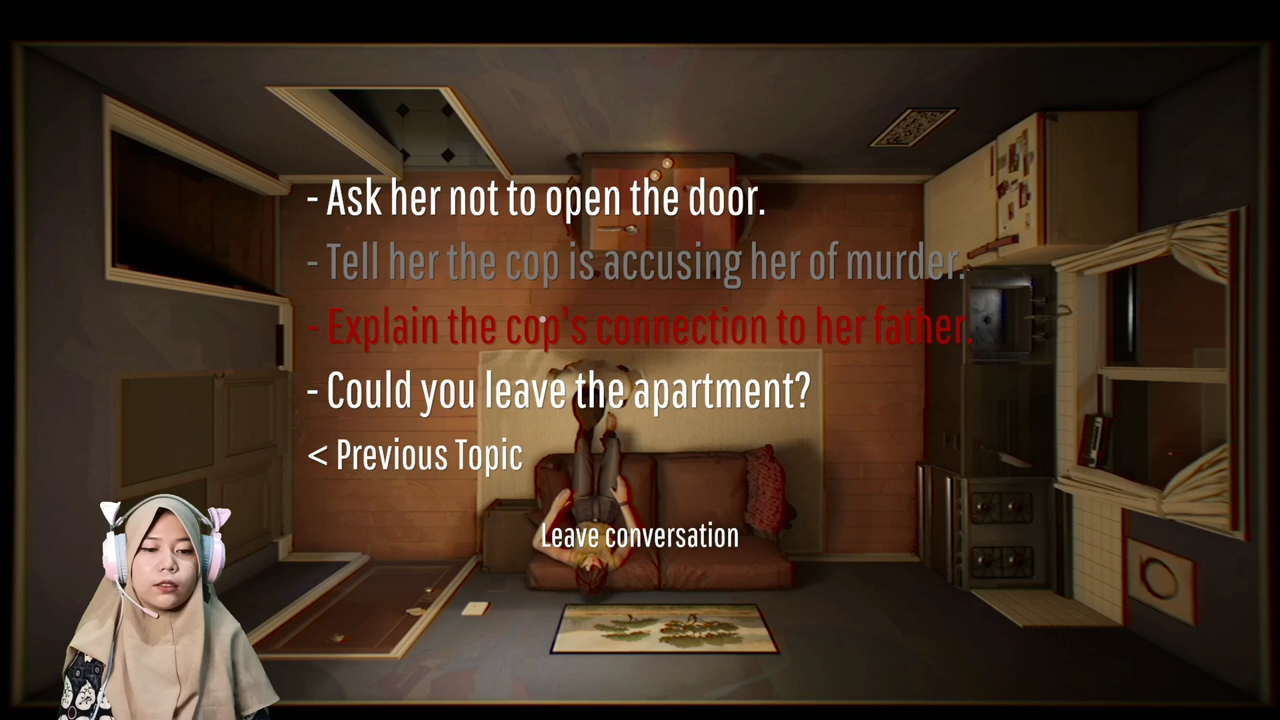 - Ask her not to open the door.
- Tell her the cop is accusing her of murder.
- Explain the cop's connection to her father.
- Could you leave the apartment?
< Previous Topic
Leave conversation